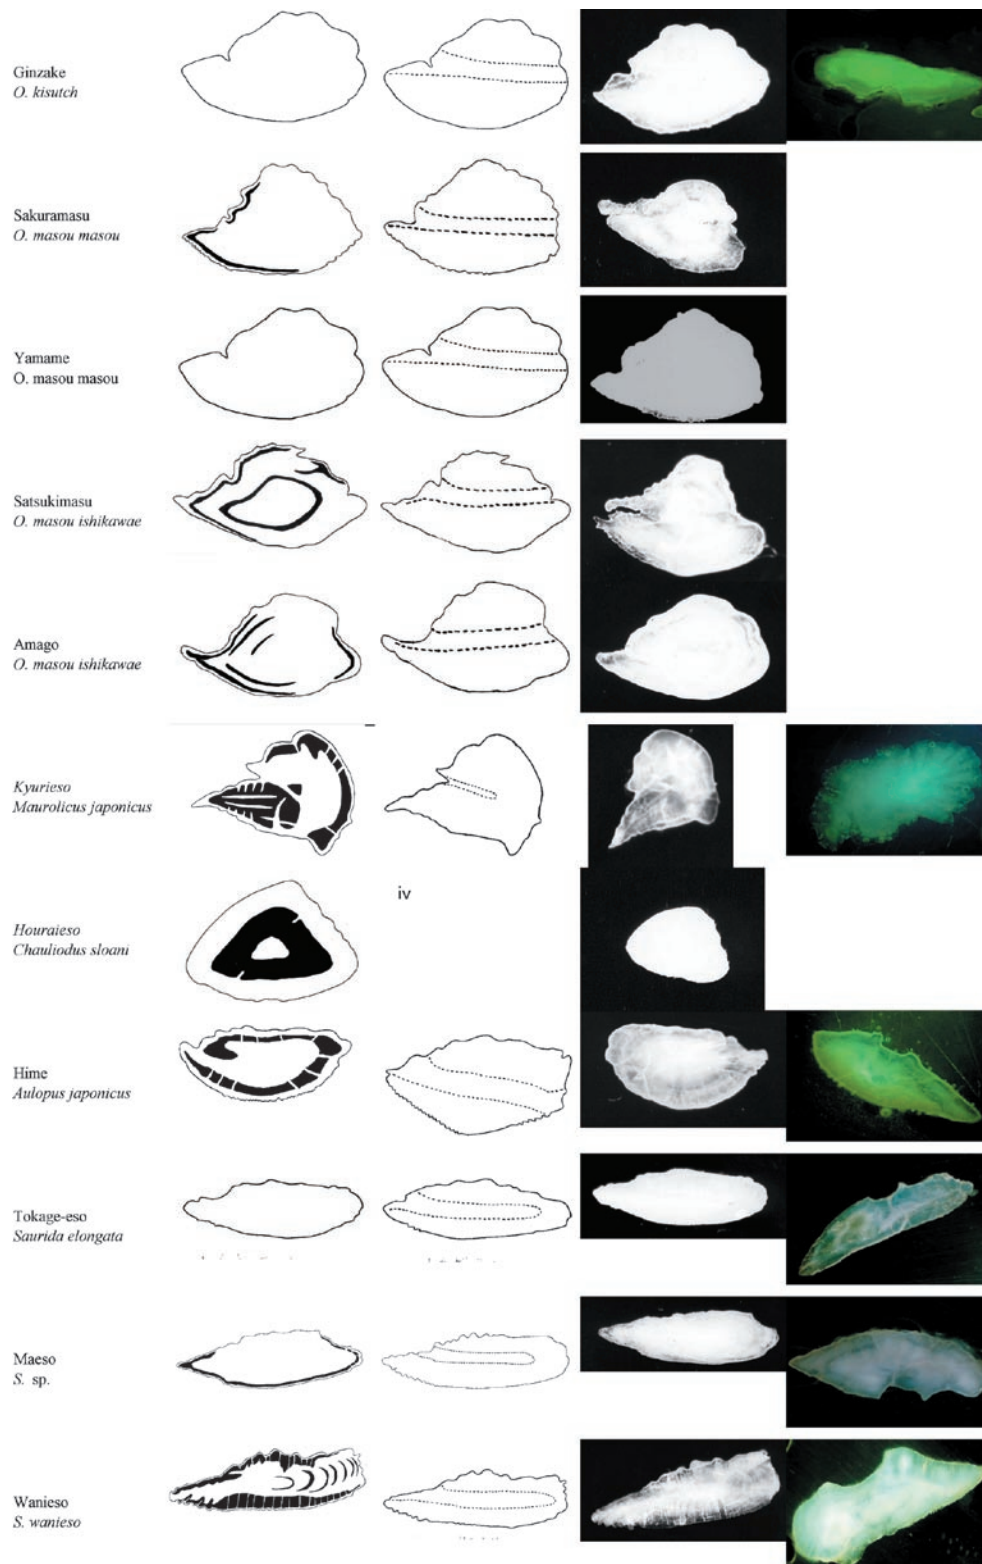 Ginzake
O. kisutch
Sakuramasu
O. masou masou
Yamame
O. masou masou
Satsukimasu
O. masou ishikawae
Amago
O. masou ishikawae
Kyurieso
Maurolicus japonicus
iv
Houraieso
Chauliodus sloani
Hime
Aulopus japonicus
Tokage-eso
Saurida elongata
Maeso
S. sp.
Wanieso
S. wanieso